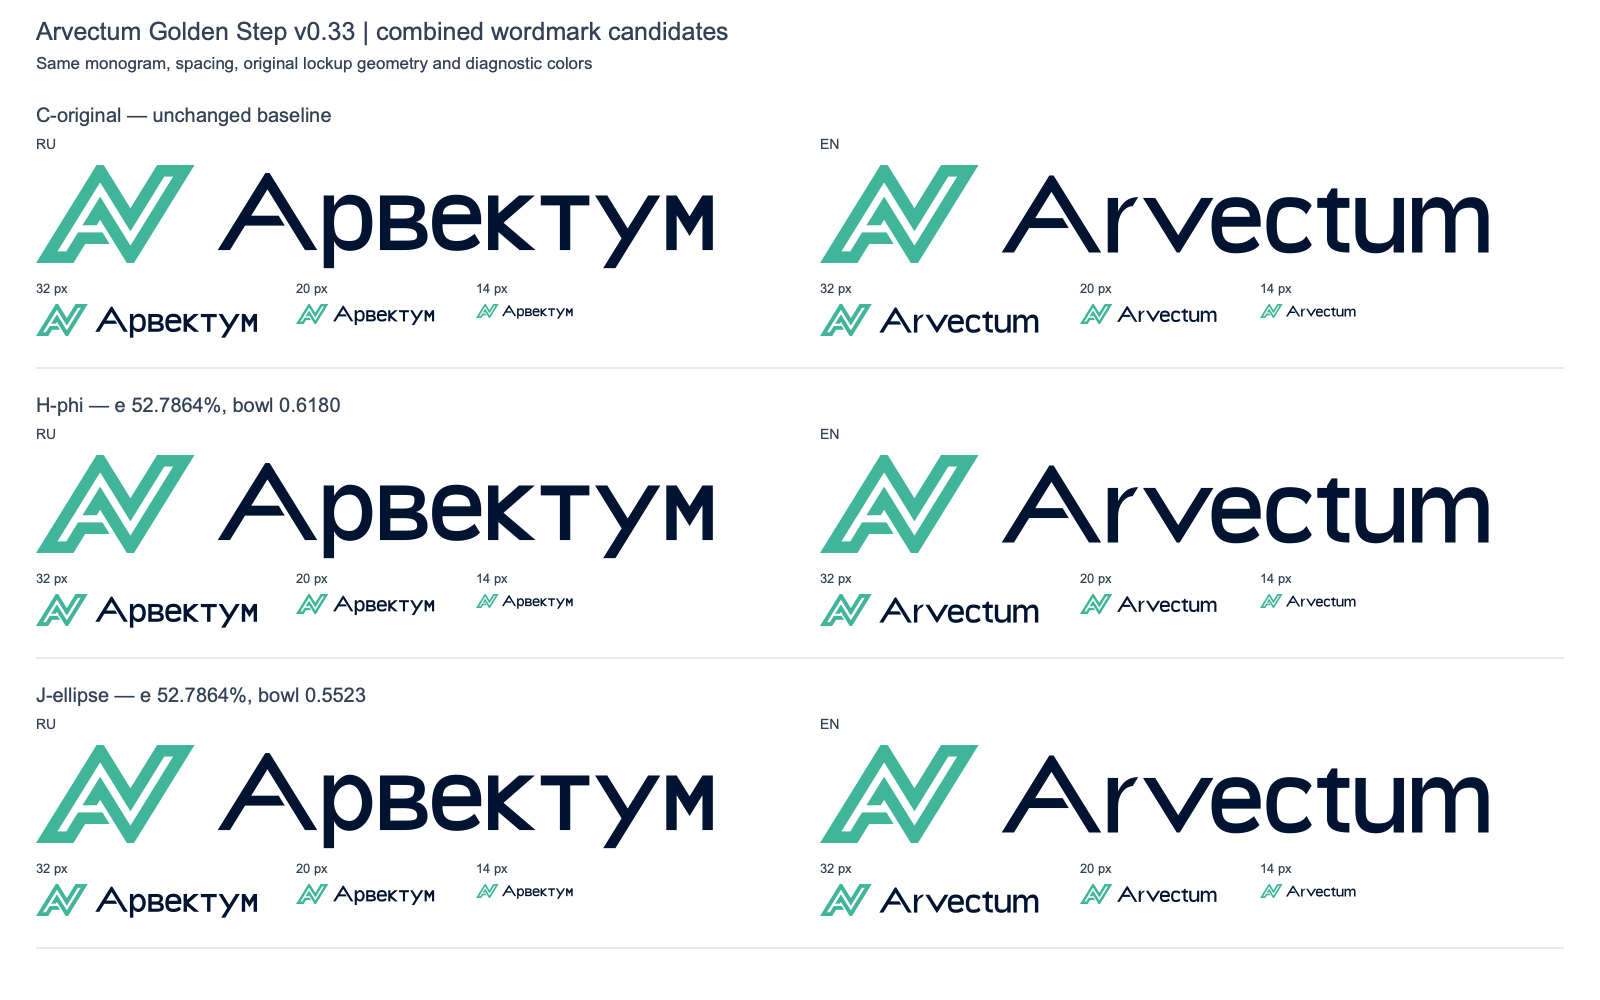 Arvectum Golden Step v0.33 | combined wordmark candidates
Same monogram, spacing, original lockup geometry and diagnostic colors
C-original — unchanged baseline
RU EN
Арвектум Arvectum
32 px 20 px 14 px 32 px 20 px 14 px
Арвектум Арвектум Арвектум Arvectum Arvectum Arvectum
H-phi — e 52.7864%, bowl 0.6180
RU EN
Арвектум Arvectum
32 px 20 px 14 px 32 px 20 px 14 px
Арвектум Арвектум Арвектум Arvectum Arvectum Arvectum
J-ellipse — e 52.7864%, bowl 0.5523
RU EN
Арвектум Arvectum
32 px 20 px 14 px 32 px 20 px 14 px
Арвектум Арвектум Арвектум Arvectum Arvectum Arvectum